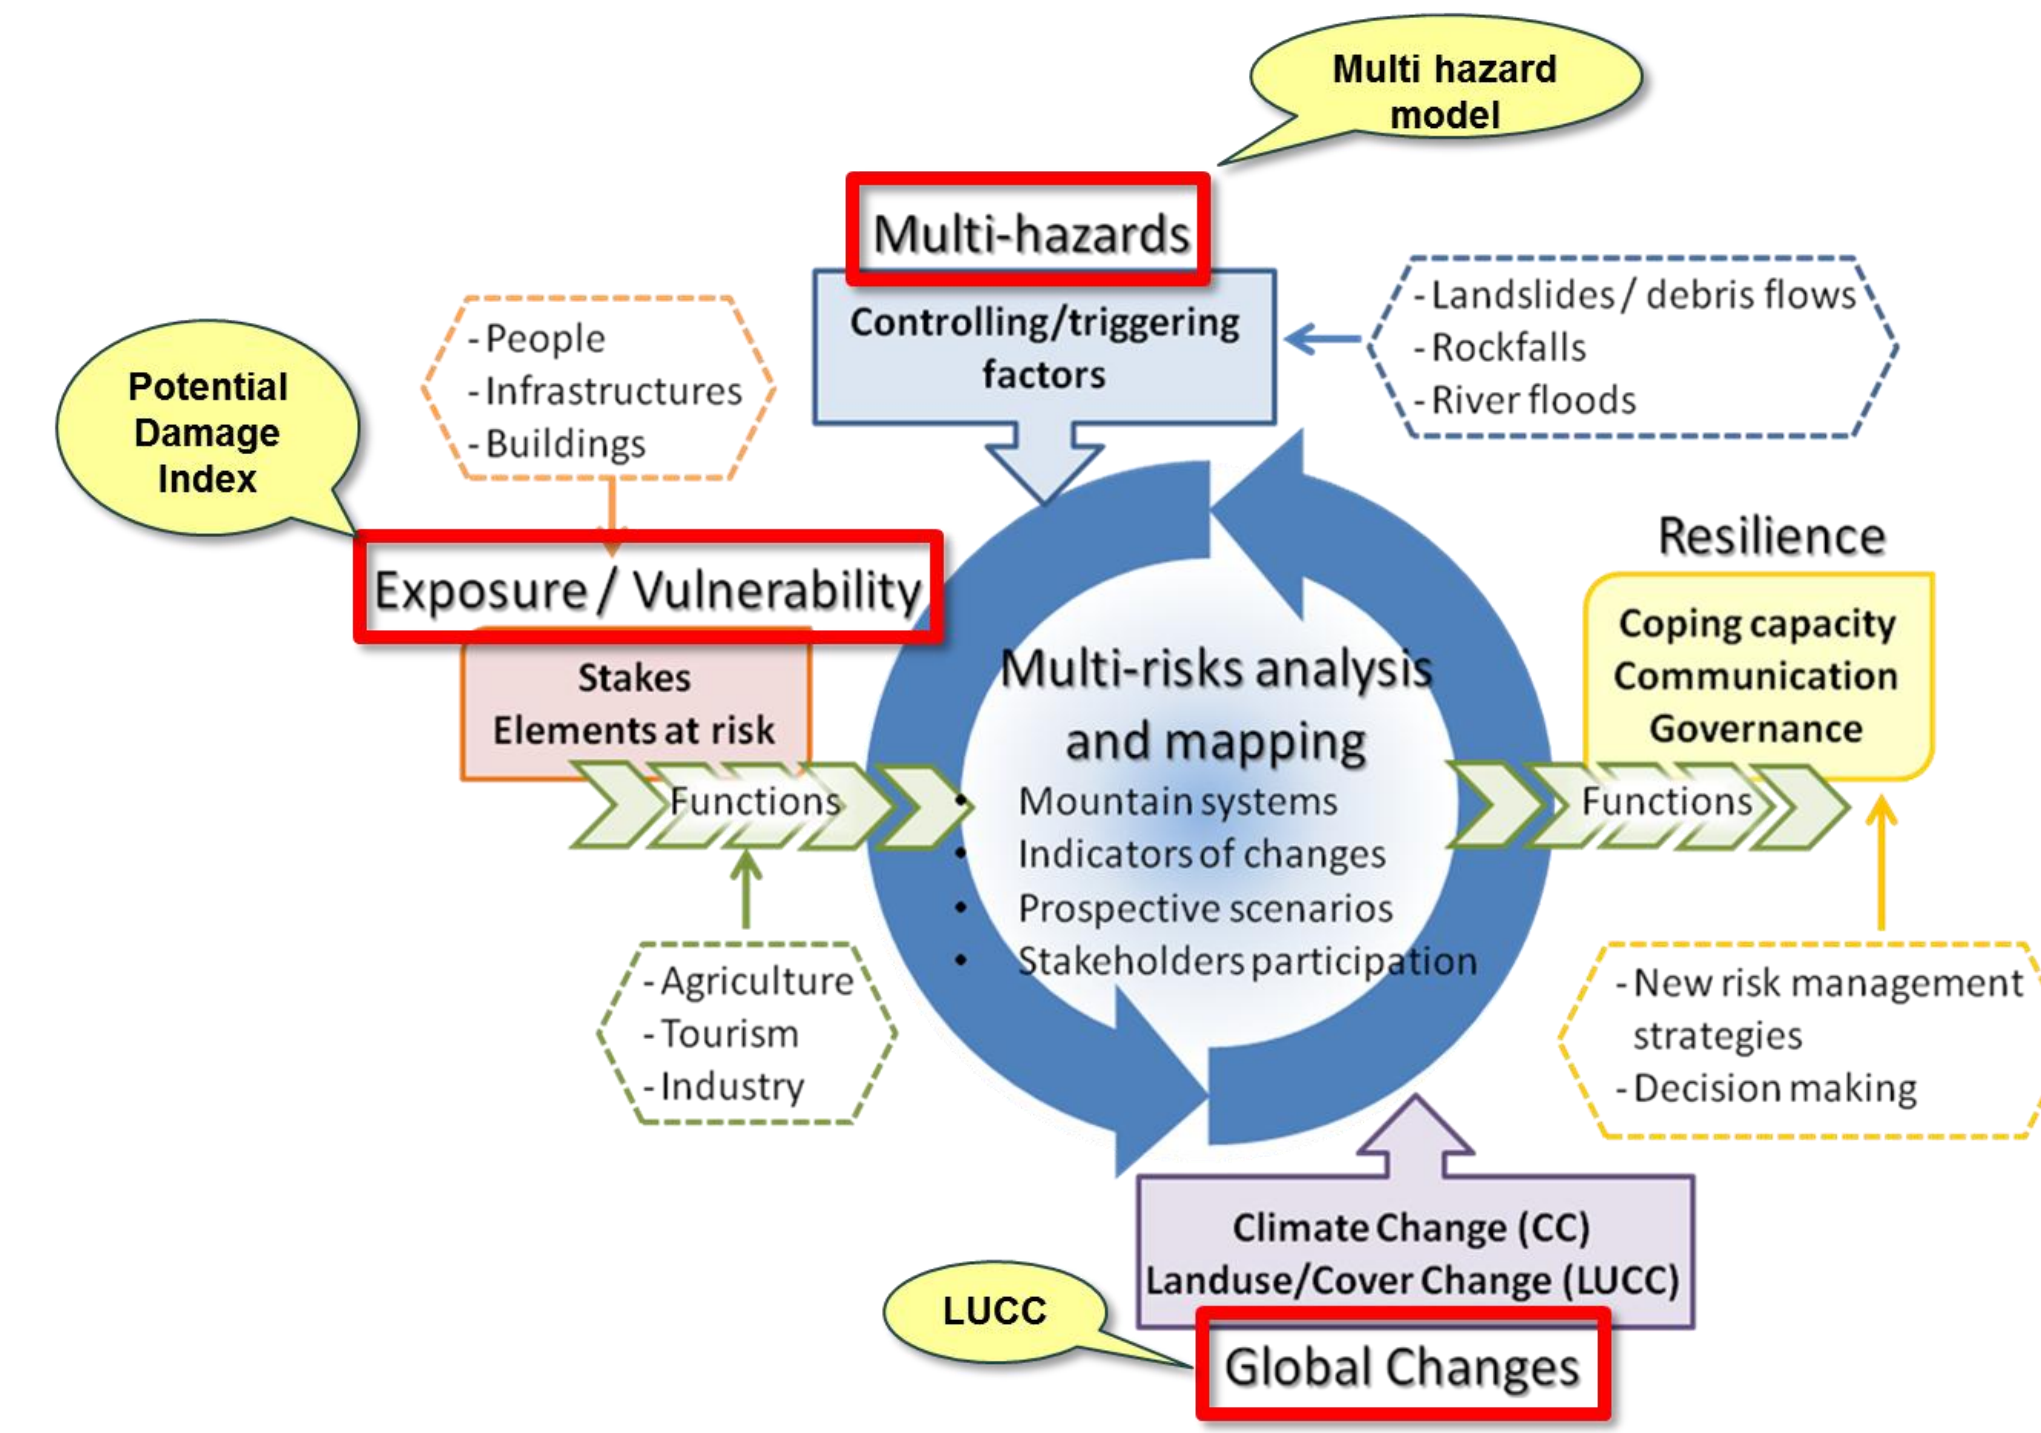 Multi hazard
model
Multi-hazards
Controlling/triggering
factors
- Landslides / debris flows
- Rockfalls
- River floods
- People
- Infrastructures
- Buildings
Potential
Damage
Index
Exposure / Vulnerability
Stakes
Elements at risk
Functions
- Agriculture
- Tourism
- Industry
Multi-risks analysis
and mapping
• Mountain systems
• Indicators of changes
• Prospective scenarios
• Stakeholders participation
Resilience
Coping capacity
Communication
Governance
Functions
- New risk management
strategies
- Decision making
Climate Change (CC)
Landuse/Cover Change (LUCC)
LUCC
Global Changes